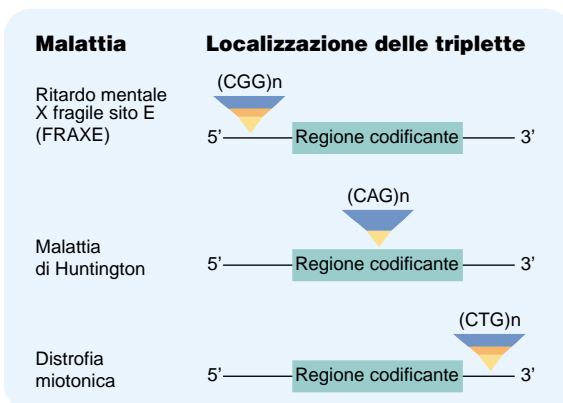 Malattia Localizzazione delle triplette
(CGG)n
Ritardo mentale
X fragile sito E
(FRAXE)
5’ Regione codificante 3’
(CAG)n
Malattia
di Huntington
5’ Regione codificante 3’
(CTG)n
Distrofia
miotonica
5’ Regione codificante 3’